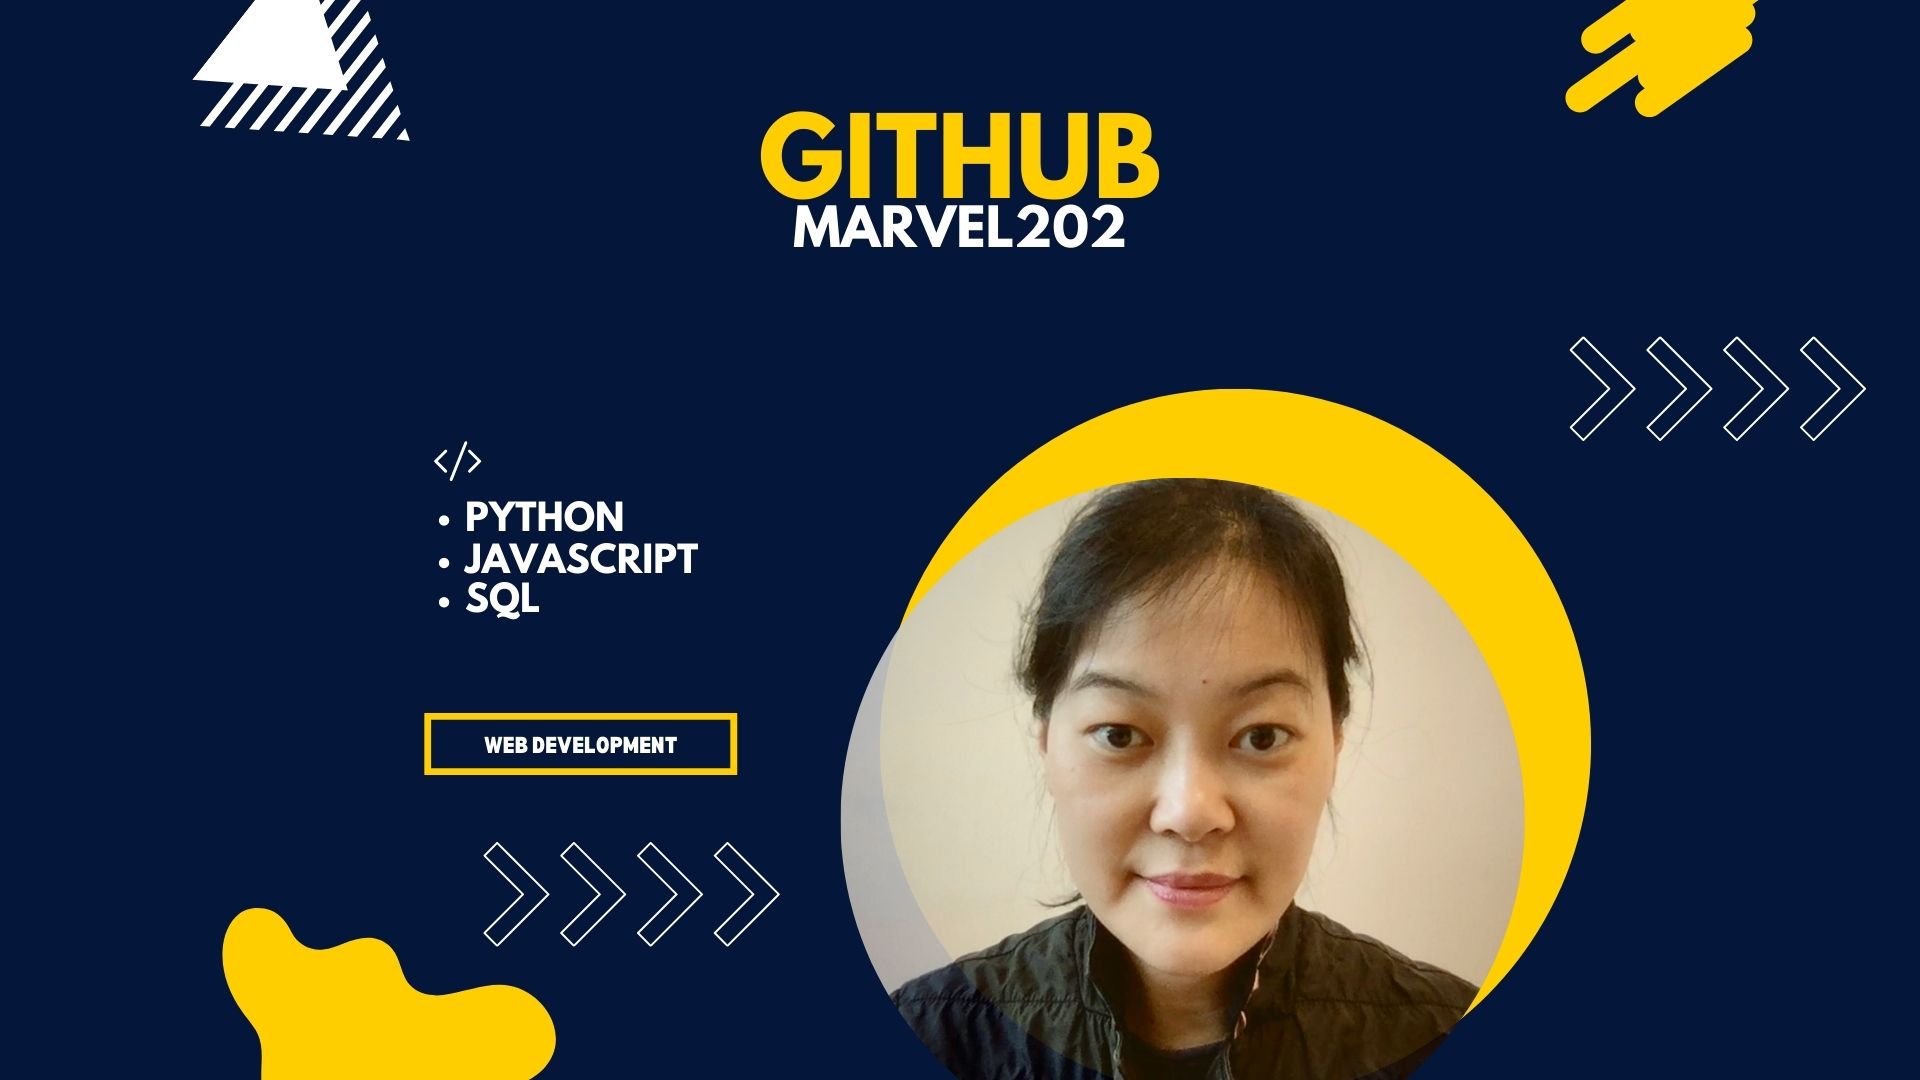 GITHUB
MARVEL202
</>
• PYTHON
• JAVASCRIPT
• SQL
WEB DEVELOPMENT